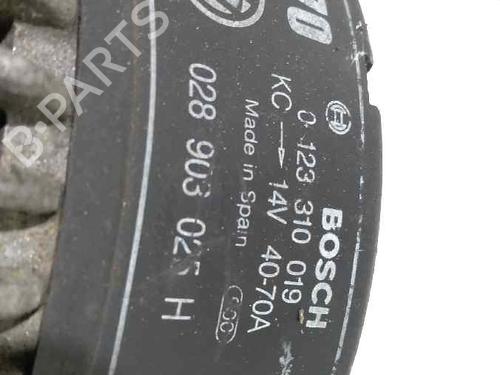 BOSCH
0 123 310 019
KC → 14V 40-70A
Made in Spain
028 903 025 H
B-PARTS